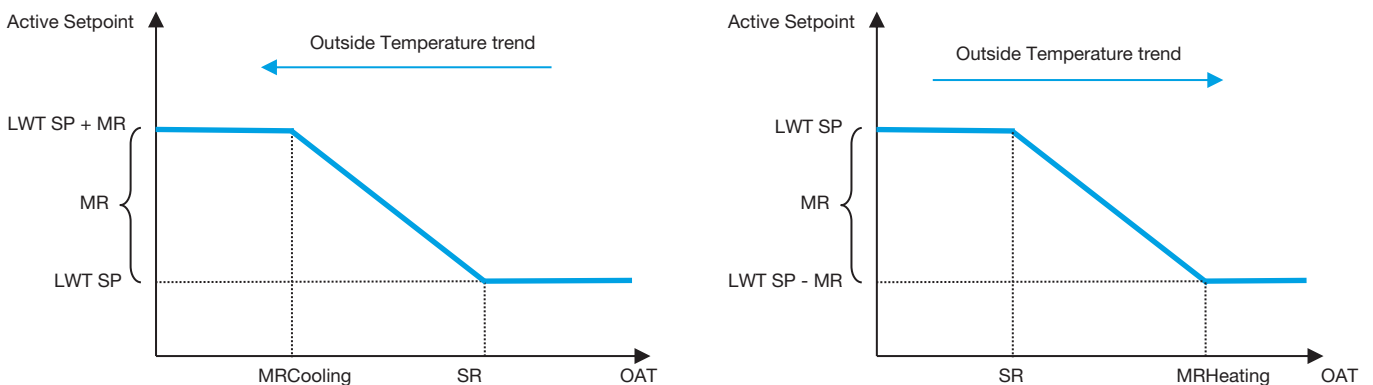 Active Setpoint
Outside Temperature trend
LWT SP + MR
MR
LWT SP
MRCooling
SR
OAT
Active Setpoint
Outside Temperature trend
LWT SP
MR
LWT SP - MR
SR
MRHeating
OAT